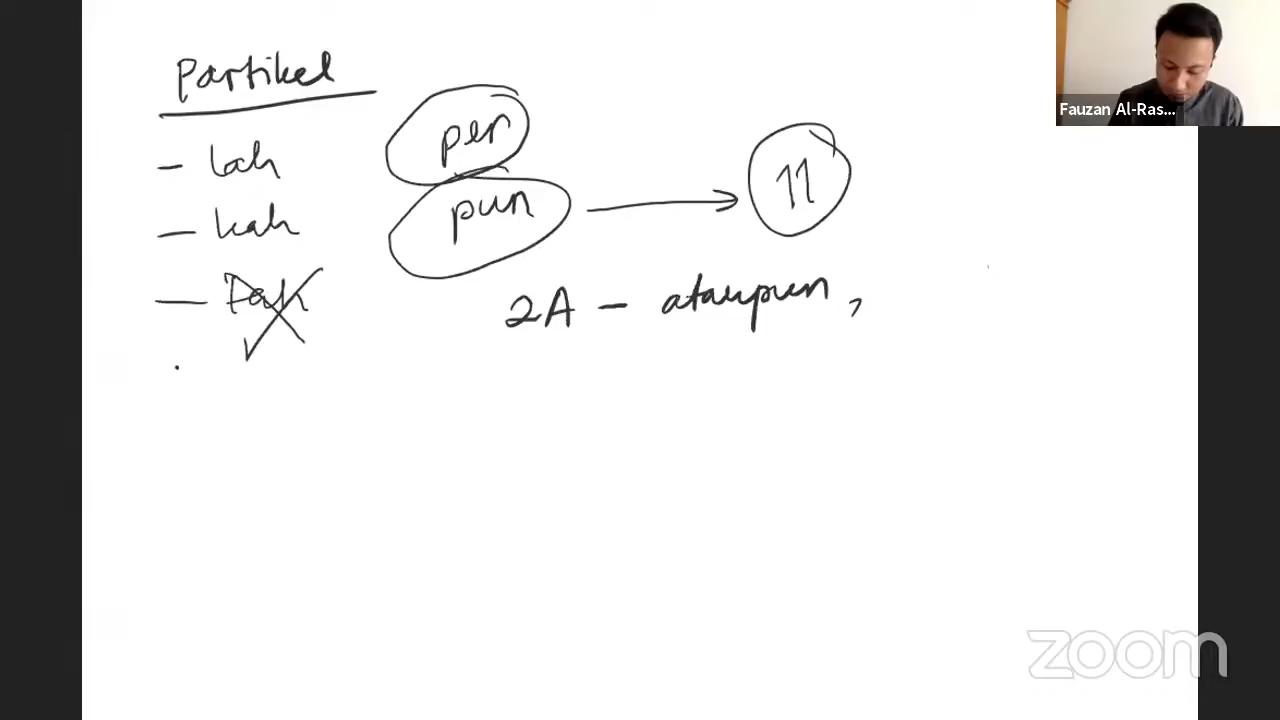 Partikel
- lah
- kah
- Tah
per
pun → 11
2A - ataupun,
Fauzan Al-Ras...
zoom